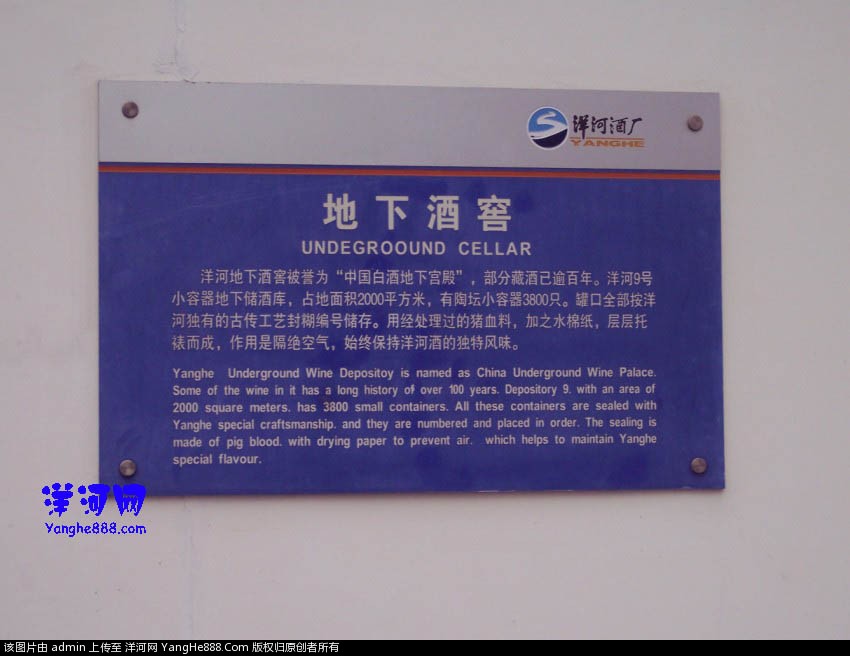 洋河酒厂
YANGHE
地下酒窖
UNDEGROOUND CELLAR
洋河地下酒窖被誉为“中国白酒地下宫殿”，部分藏酒已逾百年。洋河9号
小容器地下储酒库，占地面积2000平方米，有陶坛小容器3800只。罐口全部按洋
河独有的古传工艺封糊编号储存。用经处理过的猪血料，加之水棉纸，层层托
裱而成，作用是隔绝空气，始终保持洋河酒的独特风味。
Yanghe Underground Wine Depositoy is named as China Underground Wine Palace.
Some of the wine in it has a long history of over 100 years. Depository 9. with an area of
2000 square meters. has 3800 small containers. All these containers are sealed with
Yanghe special craftsmanship. and they are numbered and placed in order. The sealing is
made of pig blood. with drying paper to prevent air. which helps to maintain Yanghe
special flavour.
洋河网
Yanghe888.com
该图片由 admin 上传至 洋河网 YangHe888.Com 版权归原创者所有